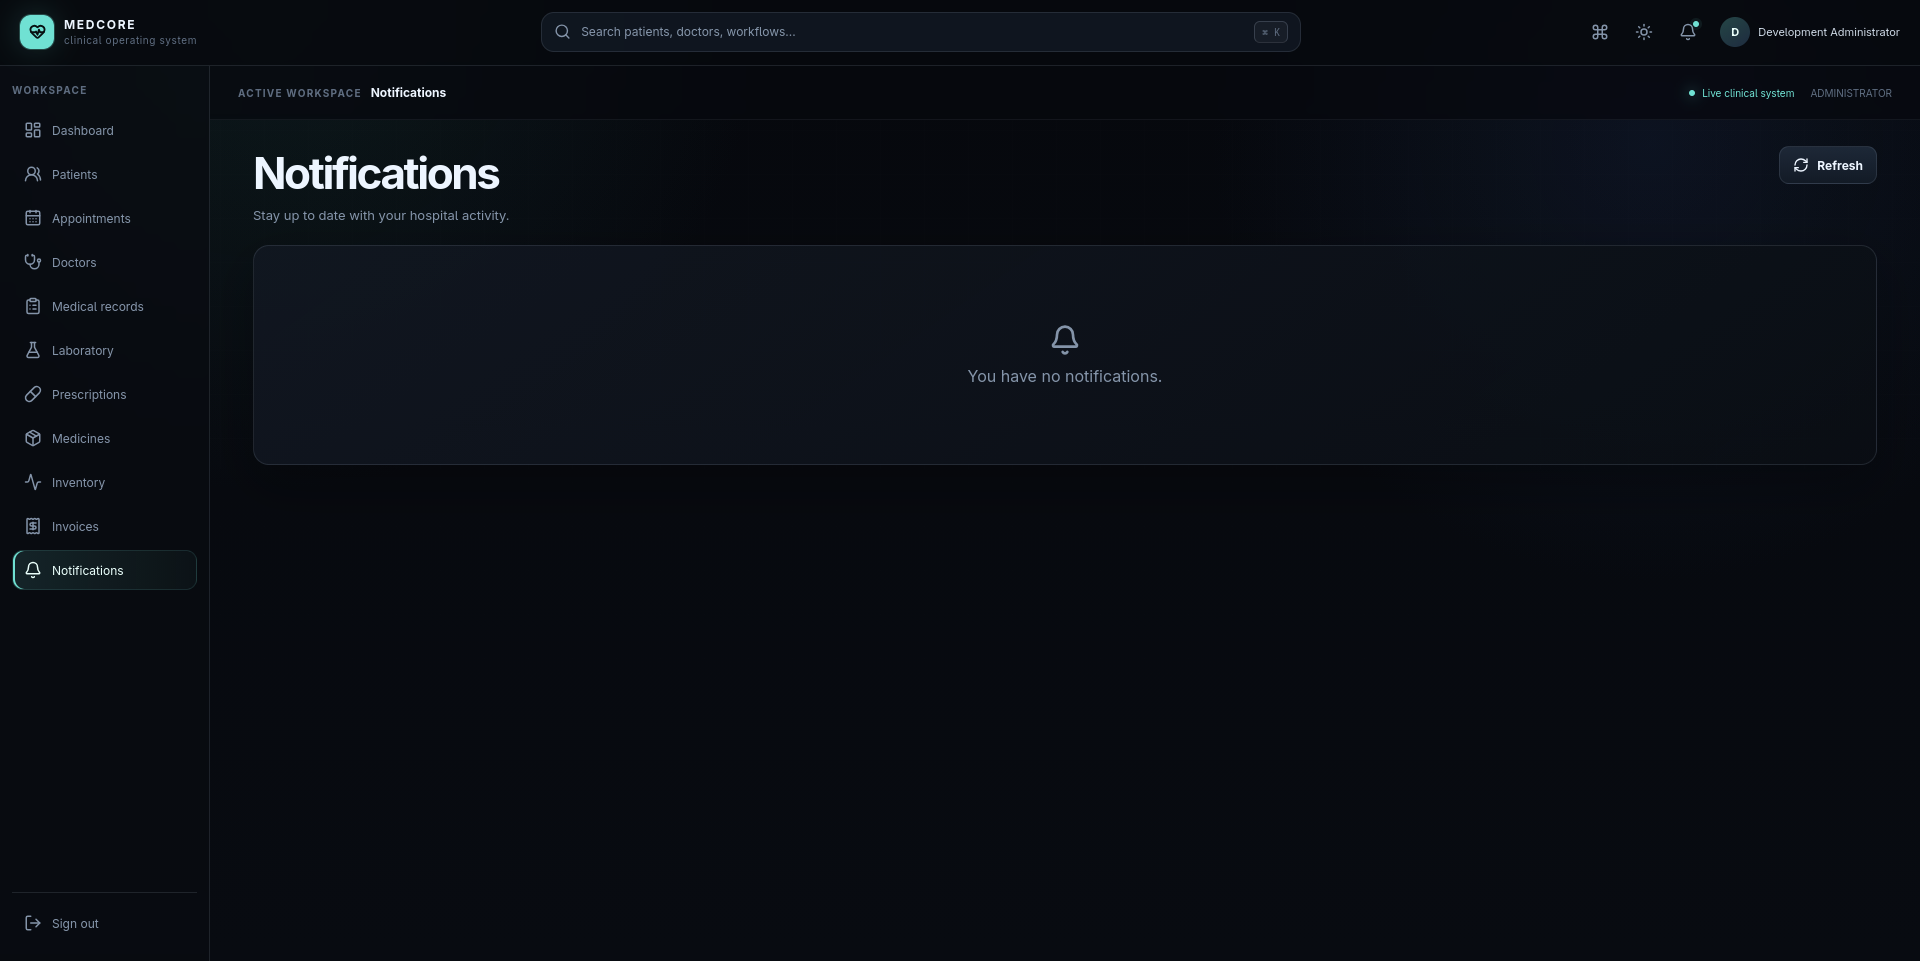 MEDCORE
clinical operating system
Search patients, doctors, workflows...
⌘ K
D
Development Administrator
WORKSPACE
Dashboard
Patients
Appointments
Doctors
Medical records
Laboratory
Prescriptions
Medicines
Inventory
Invoices
Notifications
Sign out
ACTIVE WORKSPACE Notifications
Live clinical system
ADMINISTRATOR
Notifications
Stay up to date with your hospital activity.
Refresh
You have no notifications.